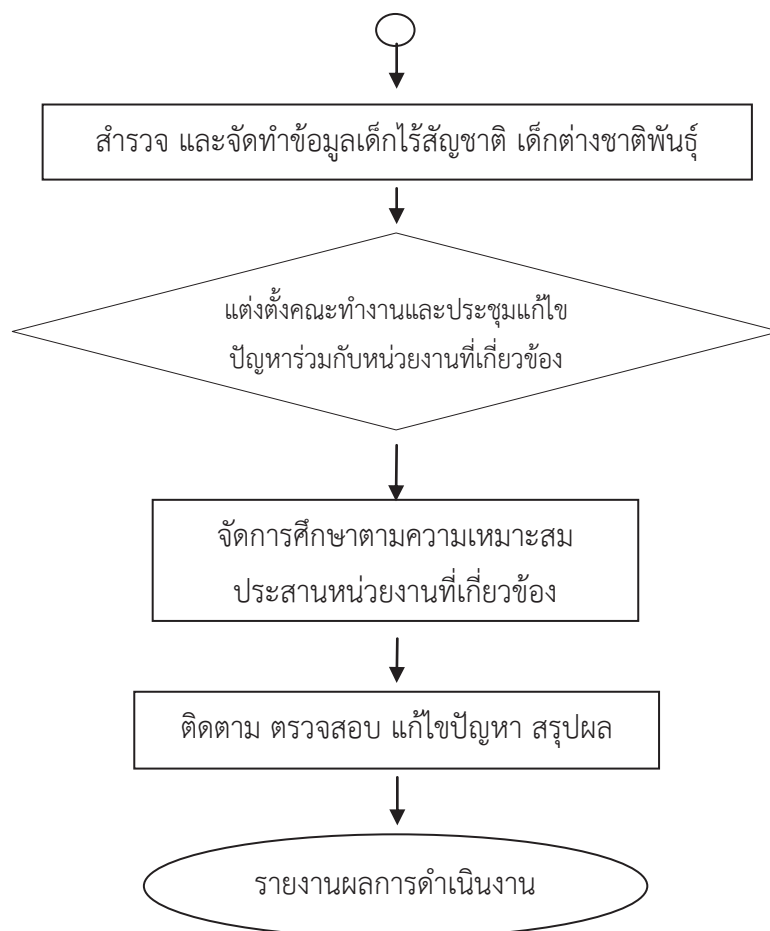 สำรวจ และจัดทำข้อมูลเด็กไร้สัญชาติ เด็กต่างชาติพันธุ์
แต่งตั้งคณะทำงานและประชุมแก้ไข
ปัญหาร่วมกับหน่วยงานที่เกี่ยวข้อง
จัดการศึกษาตามความเหมาะสม
ประสานหน่วยงานที่เกี่ยวข้อง
ติดตาม ตรวจสอบ แก้ไขปัญหา สรุปผล
รายงานผลการดำเนินงาน